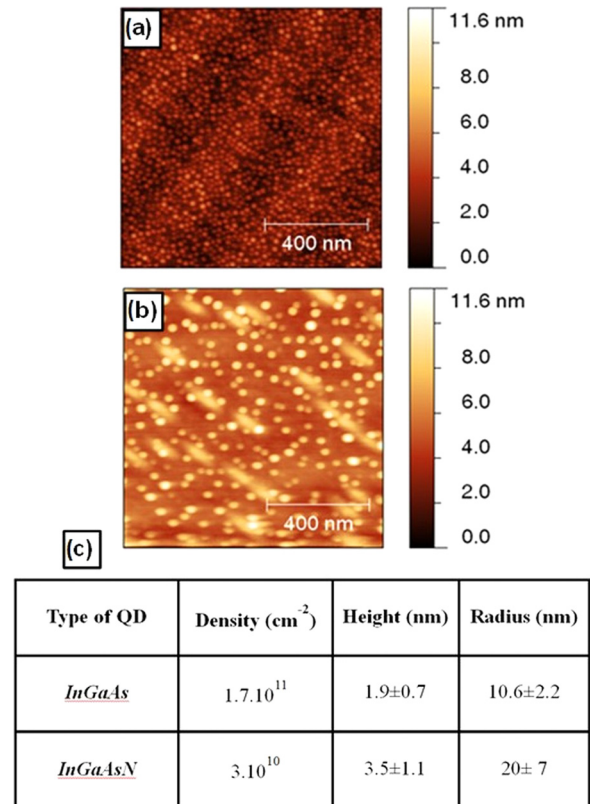 (a)
11.6 nm
8.0
6.0
4.0
2.0
0.0
400 nm
(b)
11.6 nm
8.0
6.0
4.0
2.0
0.0
400 nm
(c)
Type of QD Density (cm⁻²) Height (nm) Radius (nm)
InGaAs 1.7.10¹¹ 1.9±0.7 10.6±2.2
InGaAsN 3.10¹⁰ 3.5±1.1 20± 7